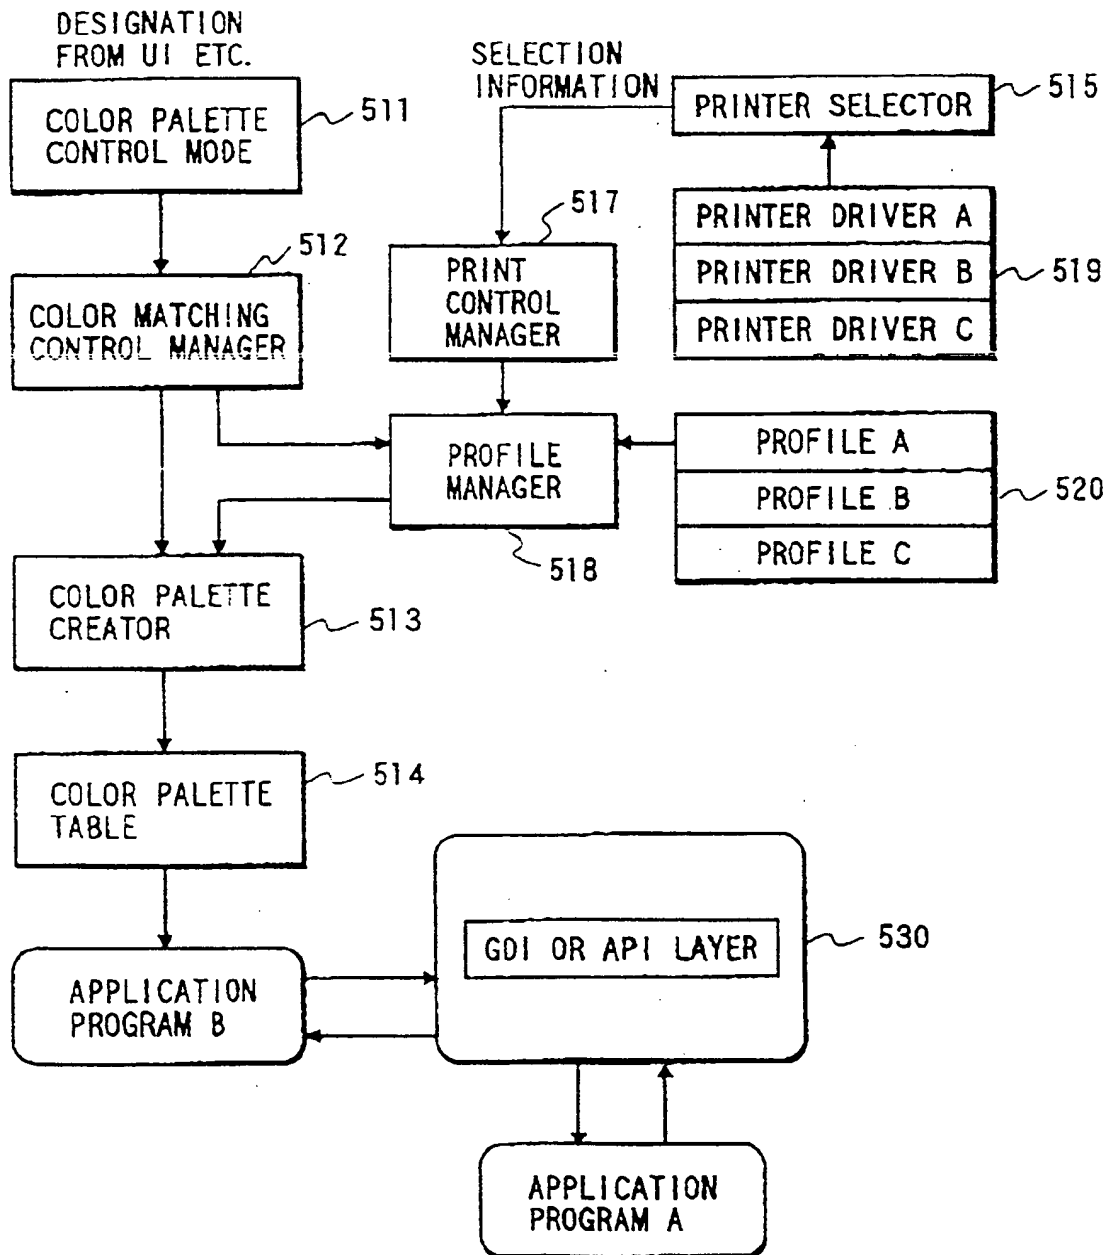 DESIGNATION
FROM UI ETC.
COLOR PALETTE
CONTROL MODE
511
SELECTION
INFORMATION
PRINTER SELECTOR
515
512
COLOR MATCHING
CONTROL MANAGER
517
PRINT
CONTROL
MANAGER
PRINTER DRIVER A
PRINTER DRIVER B
PRINTER DRIVER C
519
PROFILE
MANAGER
518
PROFILE A
PROFILE B
PROFILE C
520
COLOR PALETTE
CREATOR
513
COLOR PALETTE
TABLE
514
GDI OR API LAYER
530
APPLICATION
PROGRAM B
APPLICATION
PROGRAM A